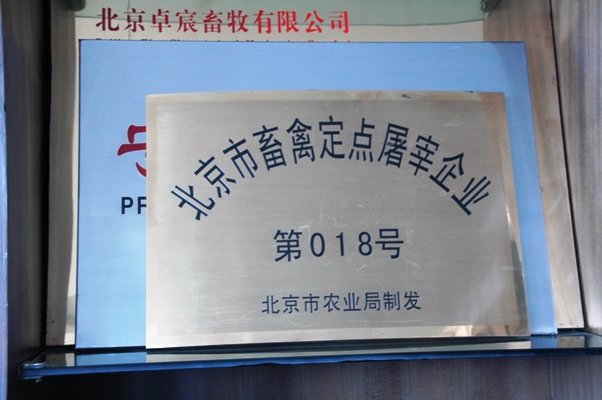 北京卓宸畜牧有限公司
PF
北京市畜禽定点屠宰企业
第018号
北京市农业局制发